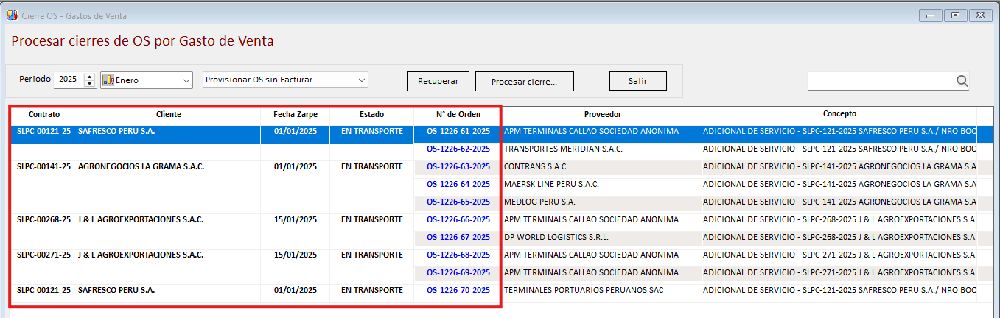 Cierre OS - Gastos de Venta
Procesar cierres de OS por Gasto de Venta
Periodo 2025 Enero Provisionar OS sin Facturar Recuperar Procesar cierre... Salir
Contrato Cliente Fecha Zarpe Estado N° de Orden Proveedor Concepto
SLPC-00121-25 SAFRESCO PERU S.A. 01/01/2025 EN TRANSPORTE OS-1226-61-2025 APM TERMINALS CALLAO SOCIEDAD ANONIMA ADICIONAL DE SERVICIO - SLPC-121-2025 SAFRESCO PERU S.A./ NRO BOO
OS-1226-62-2025 TRANSPORTES MERIDIAN S.A.C. ADICIONAL DE SERVICIO - SLPC-121-2025 SAFRESCO PERU S.A./ NRO BOO
SLPC-00141-25 AGRONEGOCIOS LA GRAMA S.A.C. 01/01/2025 EN TRANSPORTE OS-1226-63-2025 CONTRANS S.A.C. ADICIONAL DE SERVICIO - SLPC-141-2025 AGRONEGOCIOS LA GRAMA S.A
OS-1226-64-2025 MAERSK LINE PERU S.A.C. ADICIONAL DE SERVICIO - SLPC-141-2025 AGRONEGOCIOS LA GRAMA S.A
OS-1226-65-2025 MEDLOG PERU S.A. ADICIONAL DE SERVICIO - SLPC-141-2025 AGRONEGOCIOS LA GRAMA S.A
SLPC-00268-25 J & L AGROEXPORTACIONES S.A.C. 15/01/2025 EN TRANSPORTE OS-1226-66-2025 APM TERMINALS CALLAO SOCIEDAD ANONIMA ADICIONAL DE SERVICIO - SLPC-268-2025 J & L AGROEXPORTACIONES S.A.
OS-1226-67-2025 DP WORLD LOGISTICS S.R.L. ADICIONAL DE SERVICIO - SLPC-268-2025 J & L AGROEXPORTACIONES S.A.
SLPC-00271-25 J & L AGROEXPORTACIONES S.A.C. 15/01/2025 EN TRANSPORTE OS-1226-68-2025 APM TERMINALS CALLAO SOCIEDAD ANONIMA ADICIONAL DE SERVICIO - SLPC-271-2025 J & L AGROEXPORTACIONES S.A.
OS-1226-69-2025 APM TERMINALS CALLAO SOCIEDAD ANONIMA ADICIONAL DE SERVICIO - SLPC-271-2025 J & L AGROEXPORTACIONES S.A.
SLPC-00121-25 SAFRESCO PERU S.A. 01/01/2025 EN TRANSPORTE OS-1226-70-2025 TERMINALES PORTUARIOS PERUANOS SAC ADICIONAL DE SERVICIO - SLPC-121-2025 SAFRESCO PERU S.A./ NRO BOO